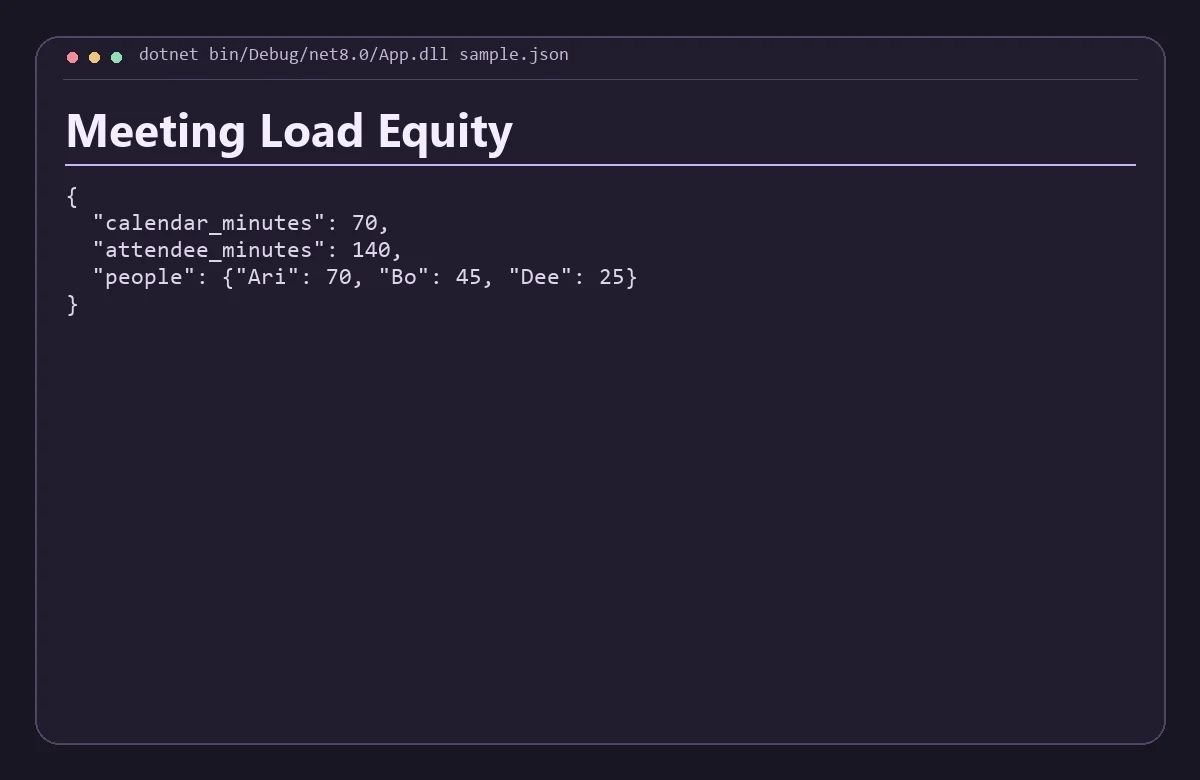 dotnet bin/Debug/net8.0/App.dll sample.json
Meeting Load Equity
{
  "calendar_minutes": 70,
  "attendee_minutes": 140,
  "people": {"Ari": 70, "Bo": 45, "Dee": 25}
}